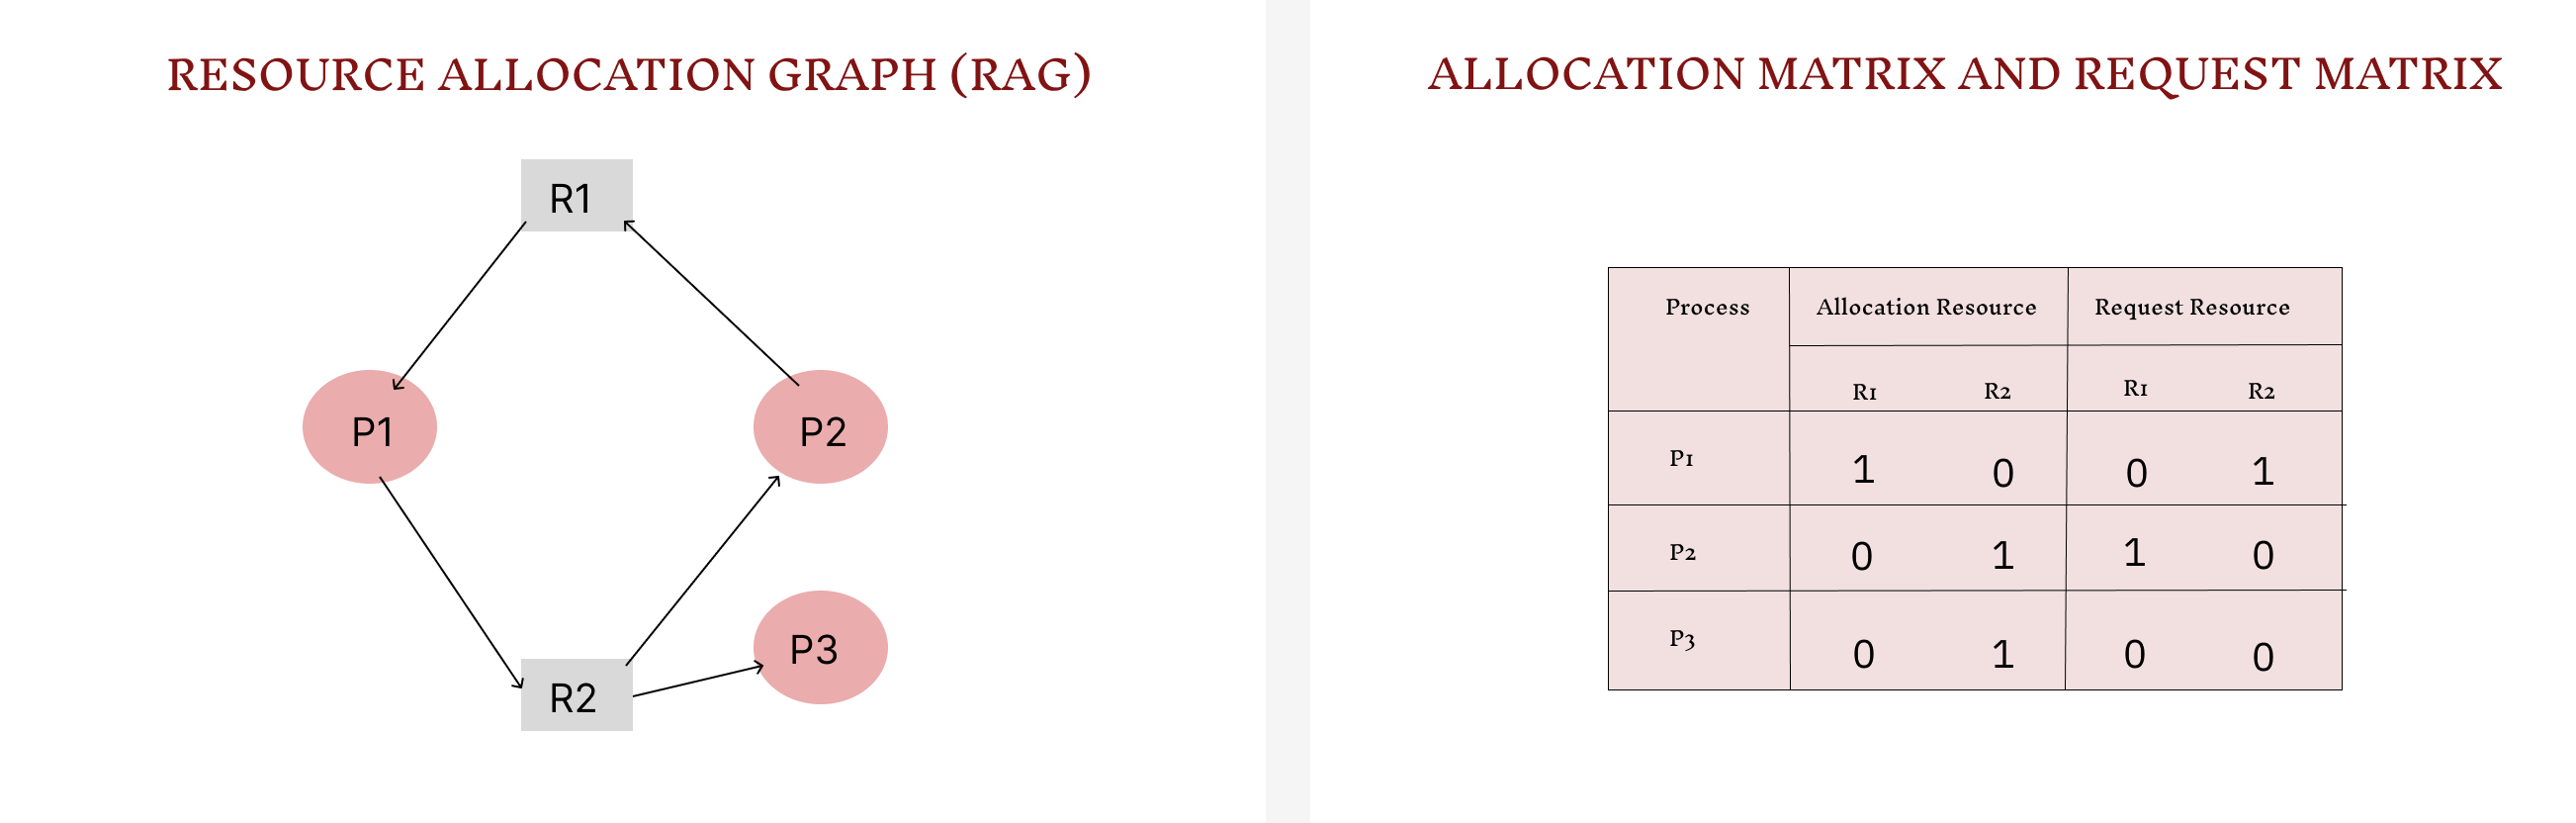 RESOURCE ALLOCATION GRAPH (RAG)
R1
P1
P2
P3
R2
ALLOCATION MATRIX AND REQUEST MATRIX
Process Allocation Resource Request Resource
R1 R2 R1 R2
P1 1 0 0 1
P2 0 1 1 0
P3 0 1 0 0